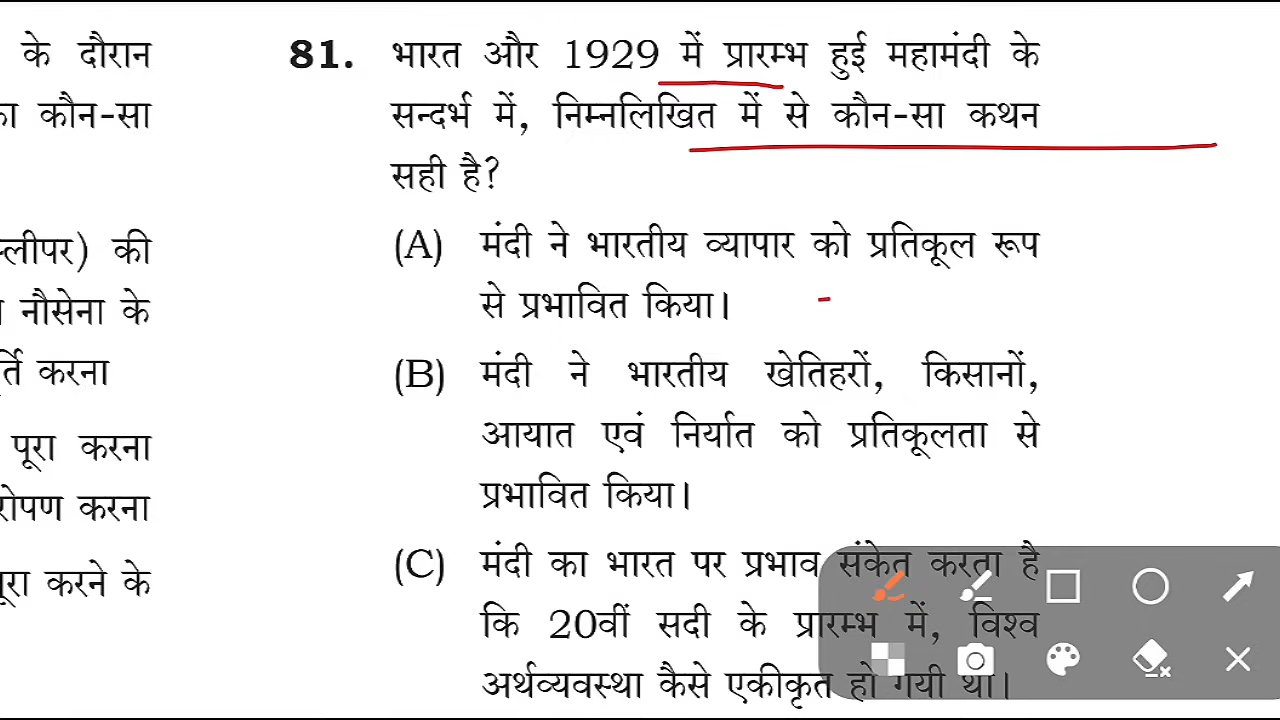 के दौरान
का कौन-सा
स्लीपर) की
नौसेना के
र्ति करना
पूरा करना
रोपण करना
पूरा करने के
81. भारत और 1929 में प्रारम्भ हुई महामंदी के
सन्दर्भ में, निम्नलिखित में से कौन-सा कथन
सही है?
(A) मंदी ने भारतीय व्यापार को प्रतिकूल रूप
से प्रभावित किया।
(B) मंदी ने भारतीय खेतिहरों, किसानों,
आयात एवं निर्यात को प्रतिकूलता से
प्रभावित किया।
(C) मंदी का भारत पर प्रभाव संकेत करता है
कि 20वीं सदी के प्रारम्भ में, विश्व
अर्थव्यवस्था कैसे एकीकृत हो गयी था।